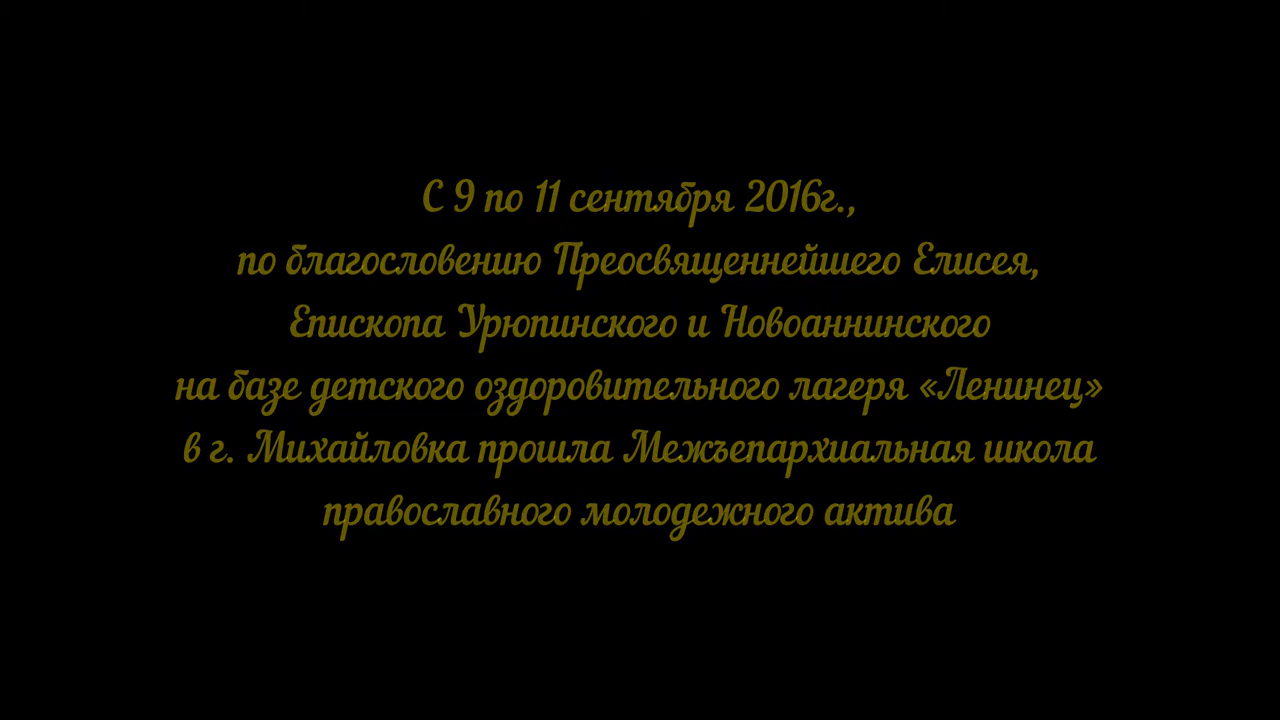 С 9 по 11 сентября 2016г.,
по благословению Преосвященнейшего Елисея,
Епископа Урюпинского и Новоаннинского
на базе детского оздоровительного лагеря «Ленинец»
в г. Михайловка прошла Межъепархиальная школа
православного молодежного актива